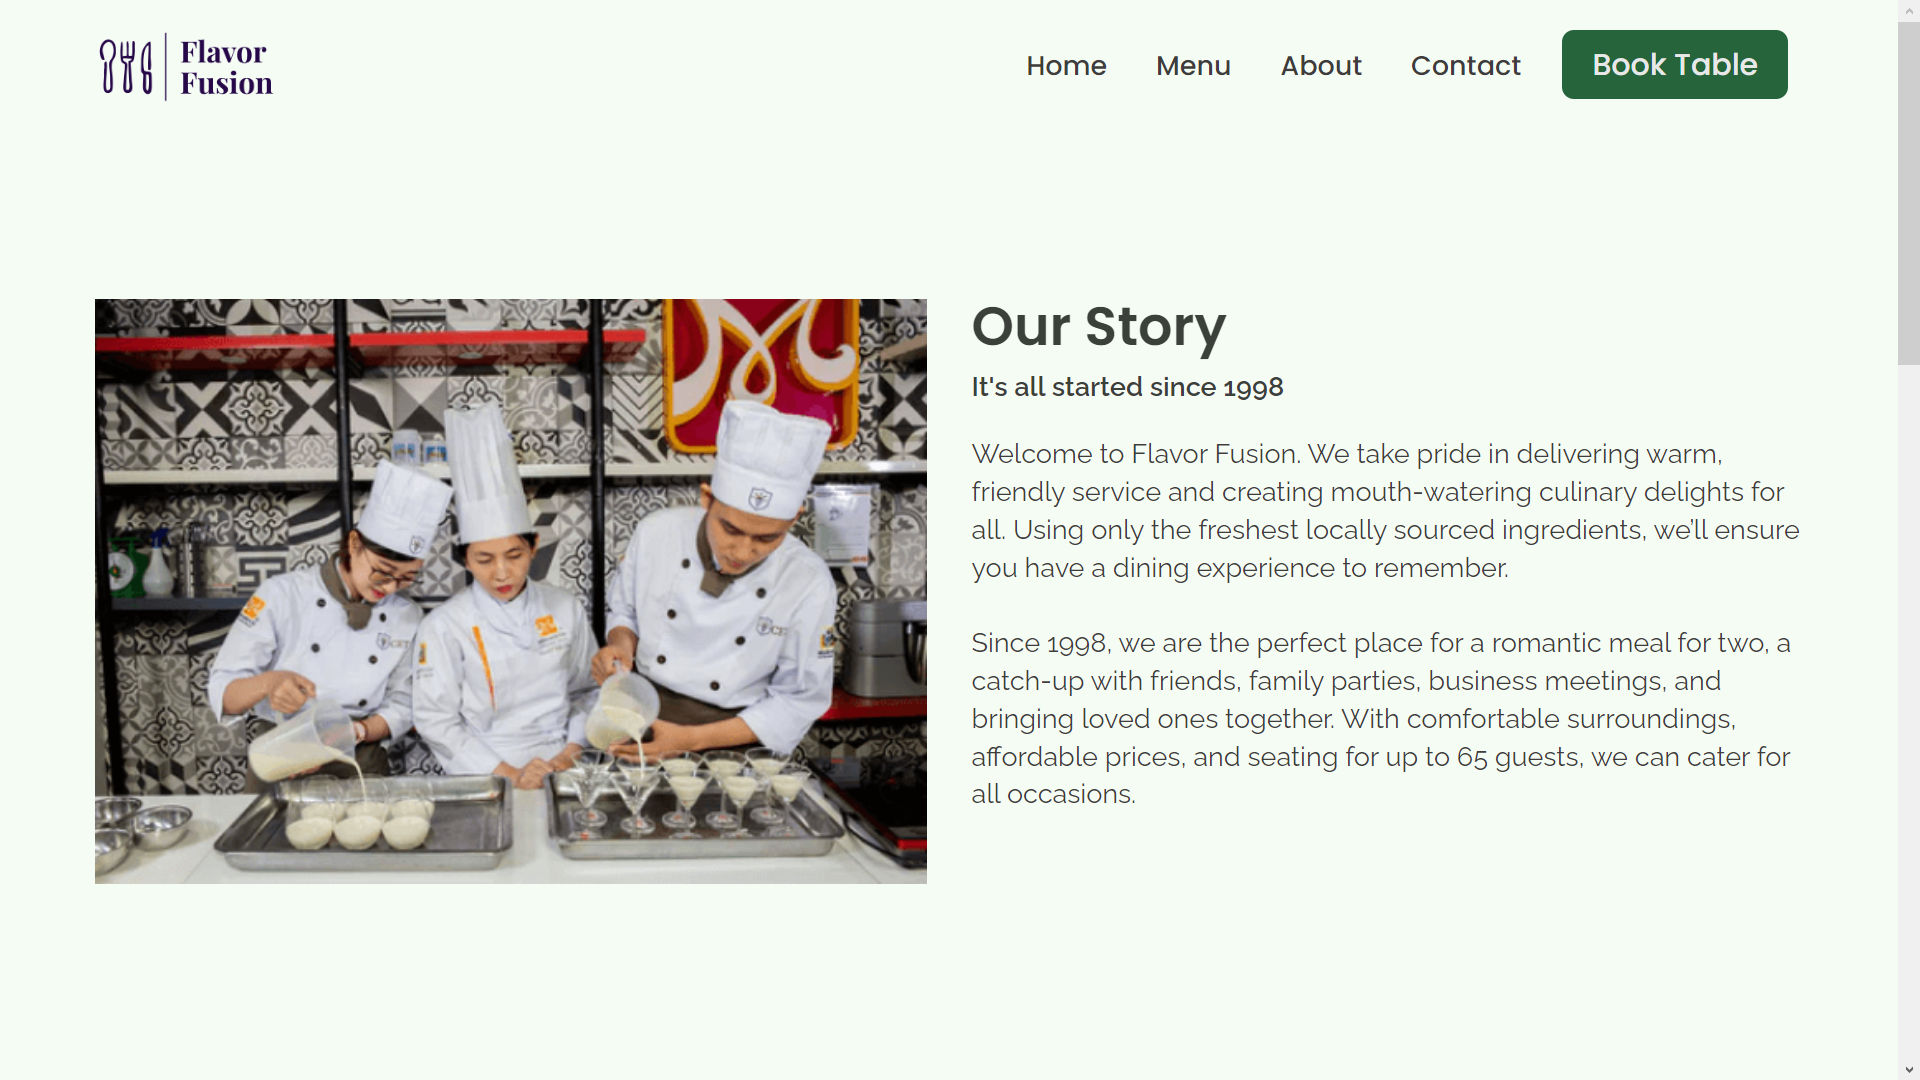 Flavor
Fusion
Home
Menu
About
Contact
Book Table
Our Story
It's all started since 1998
Welcome to Flavor Fusion. We take pride in delivering warm,
friendly service and creating mouth-watering culinary delights for
all. Using only the freshest locally sourced ingredients, we’ll ensure
you have a dining experience to remember.
Since 1998, we are the perfect place for a romantic meal for two, a
catch-up with friends, family parties, business meetings, and
bringing loved ones together. With comfortable surroundings,
affordable prices, and seating for up to 65 guests, we can cater for
all occasions.